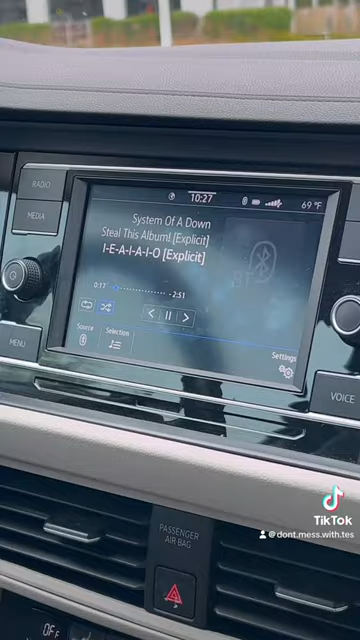 RADIO
MEDIA
MENU
10:27
69 °F
System Of A Down
Steal This Album! [Explicit]
I-E-A-I-A-I-O [Explicit]
BT
0:17
-2:51
Source
Selection
Settings
VOICE
PASSENGER
AIR BAG
TikTok
@dont.mess.with.tes